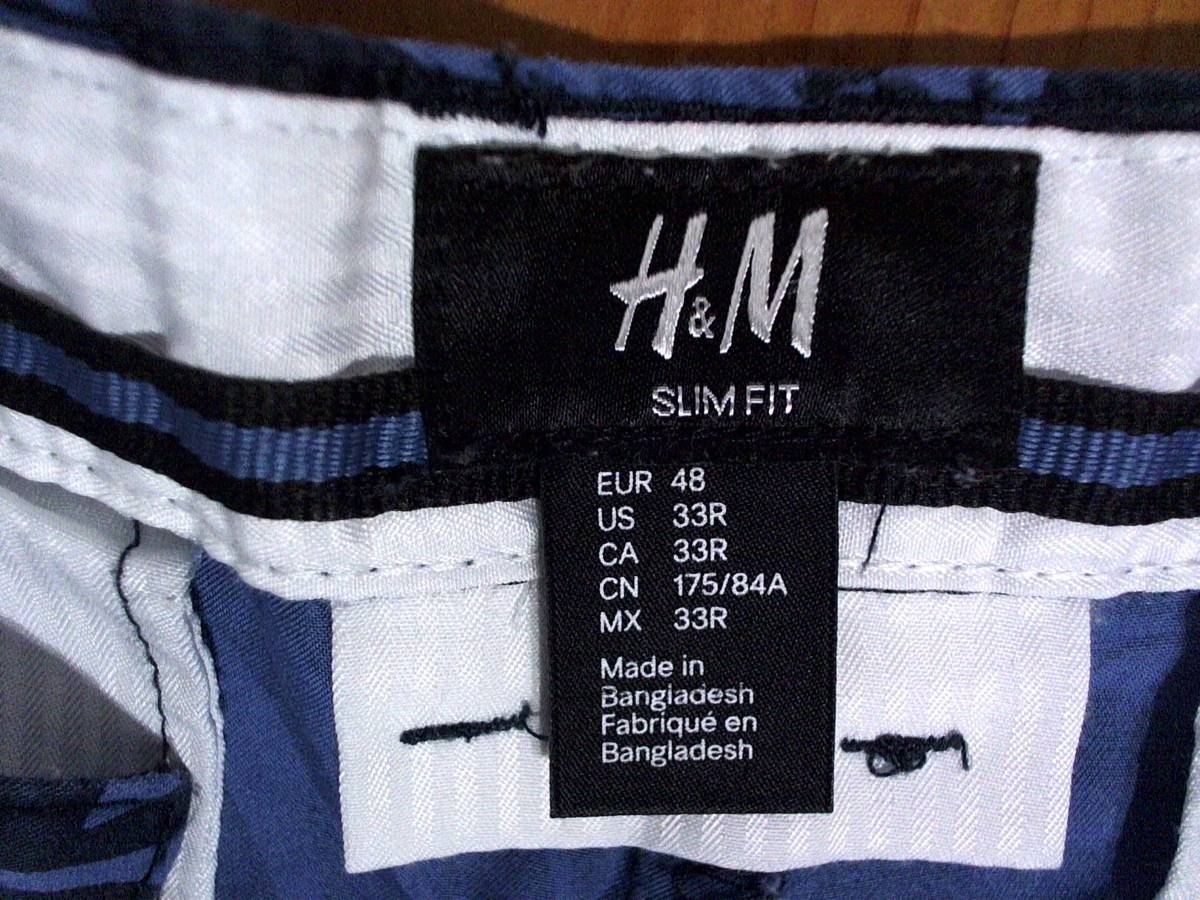 H&M
SLIM FIT
EUR 48
US 33R
CA 33R
CN 175/84A
MX 33R
Made in
Bangladesh
Fabriqué en
Bangladesh